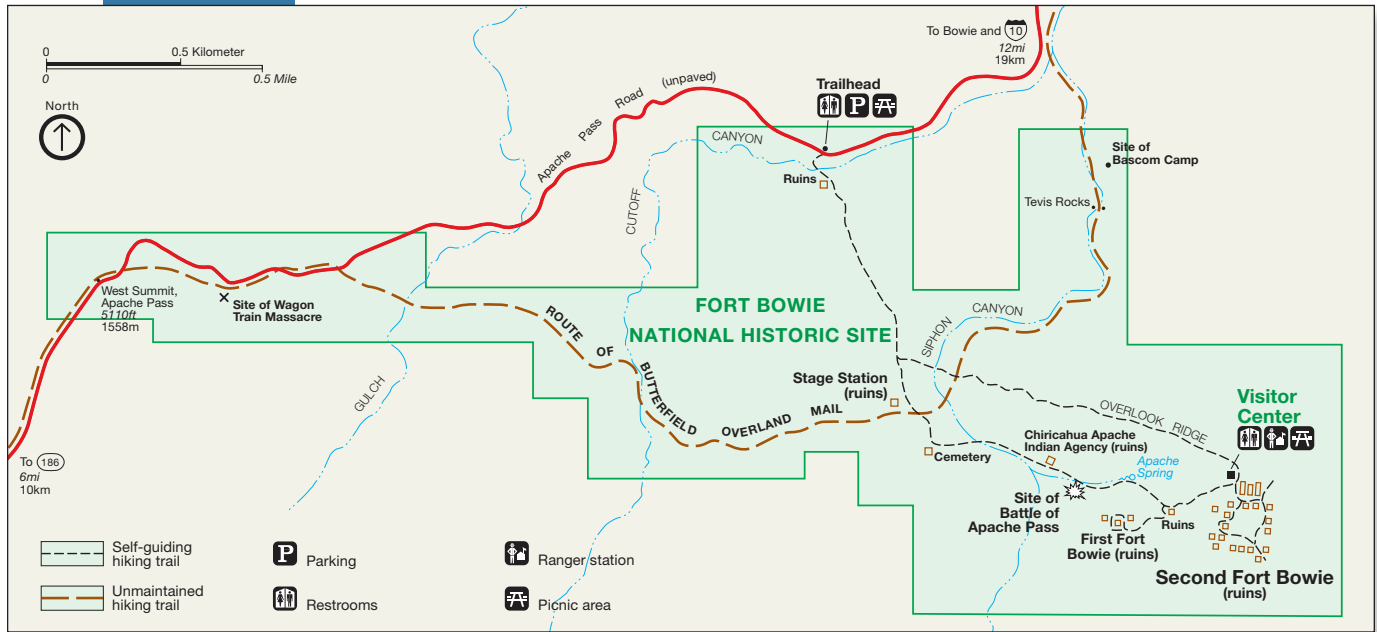 0
0.5 Kilometer
0
0.5 Mile
North
To Bowie and 10
12mi
19km
Trailhead
P
Apache Pass Road (unpaved)
CANYON
Ruins
Site of
Bascom Camp
Tevis Rocks
CUTOFF
West Summit,
Apache Pass
5110ft
1558m
Site of Wagon
Train Massacre
FORT BOWIE
NATIONAL HISTORIC SITE
SIPHON
CANYON
ROUTE OF BUTTERFIELD OVERLAND MAIL
GULCH
Stage Station
(ruins)
OVERLOOK RIDGE
Visitor
Center
Cemetery
Chiricahua Apache
Indian Agency (ruins)
Apache
Spring
To 186
6mi
10km
Site of
Battle of
Apache Pass
First Fort
Bowie (ruins)
Ruins
Second Fort Bowie
(ruins)
Self-guiding
hiking trail
P
Parking
Ranger station
Unmaintained
hiking trail
Restrooms
Picnic area